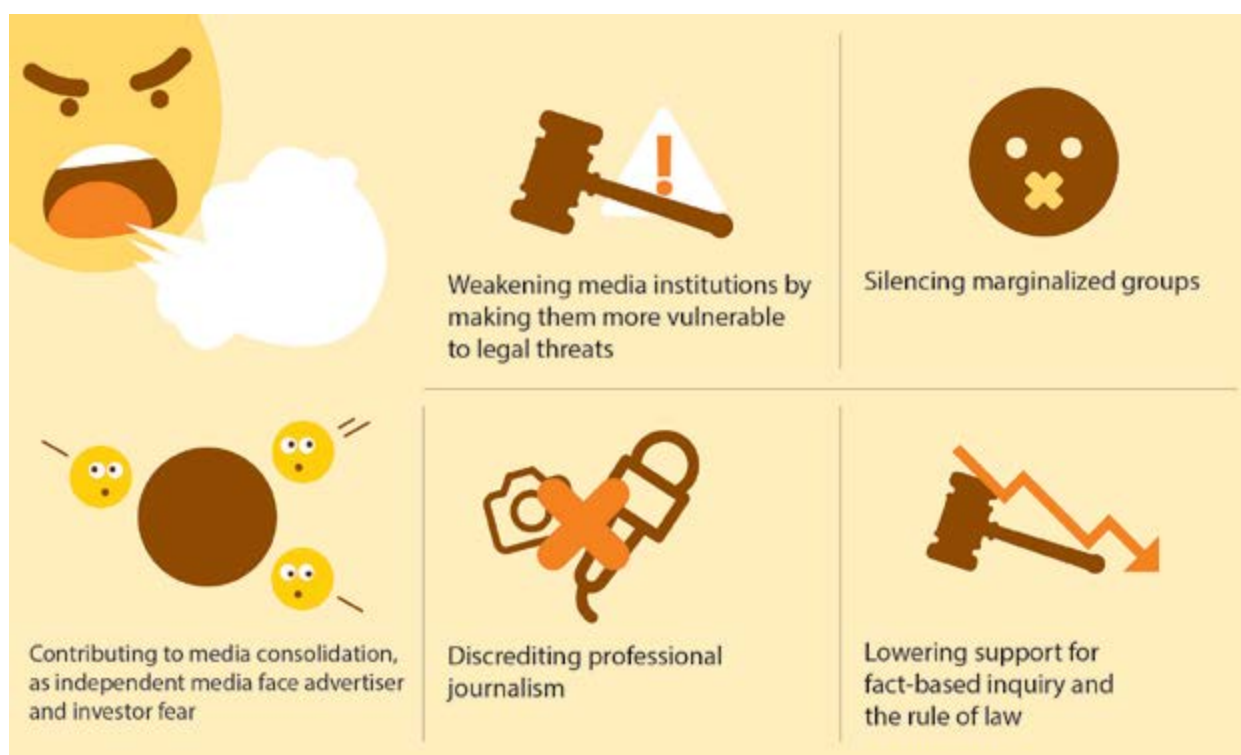 Weakening media institutions by
making them more vulnerable
to legal threats
Silencing marginalized groups
Contributing to media consolidation,
as independent media face advertiser
and investor fear
Discrediting professional
journalism
Lowering support for
fact-based inquiry and
the rule of law